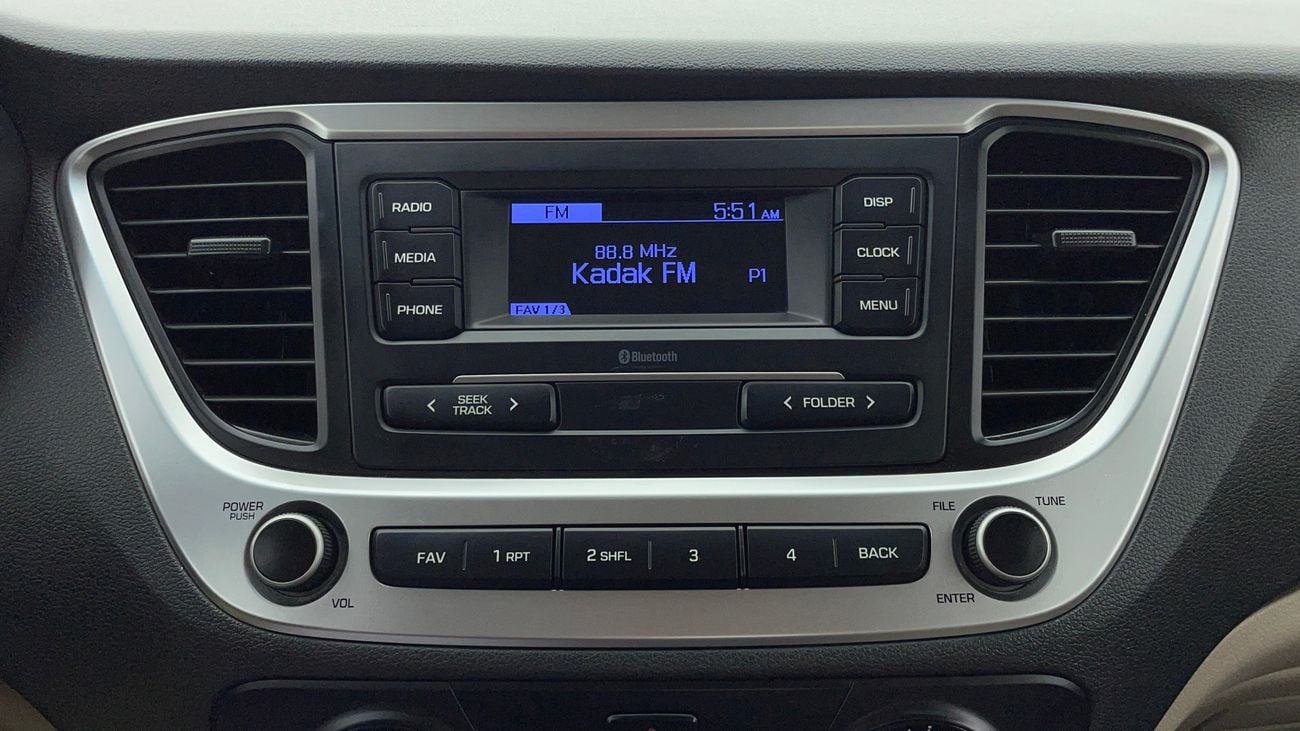 RADIO
MEDIA
PHONE
FM 5:51 AM
88.8 MHz
Kadak FM P1
FAV 1/3
DISP
CLOCK
MENU
Bluetooth
< SEEK TRACK >
< FOLDER >
POWER
PUSH
VOL
FAV 1 RPT 2 SHFL 3 4 BACK
FILE TUNE
ENTER